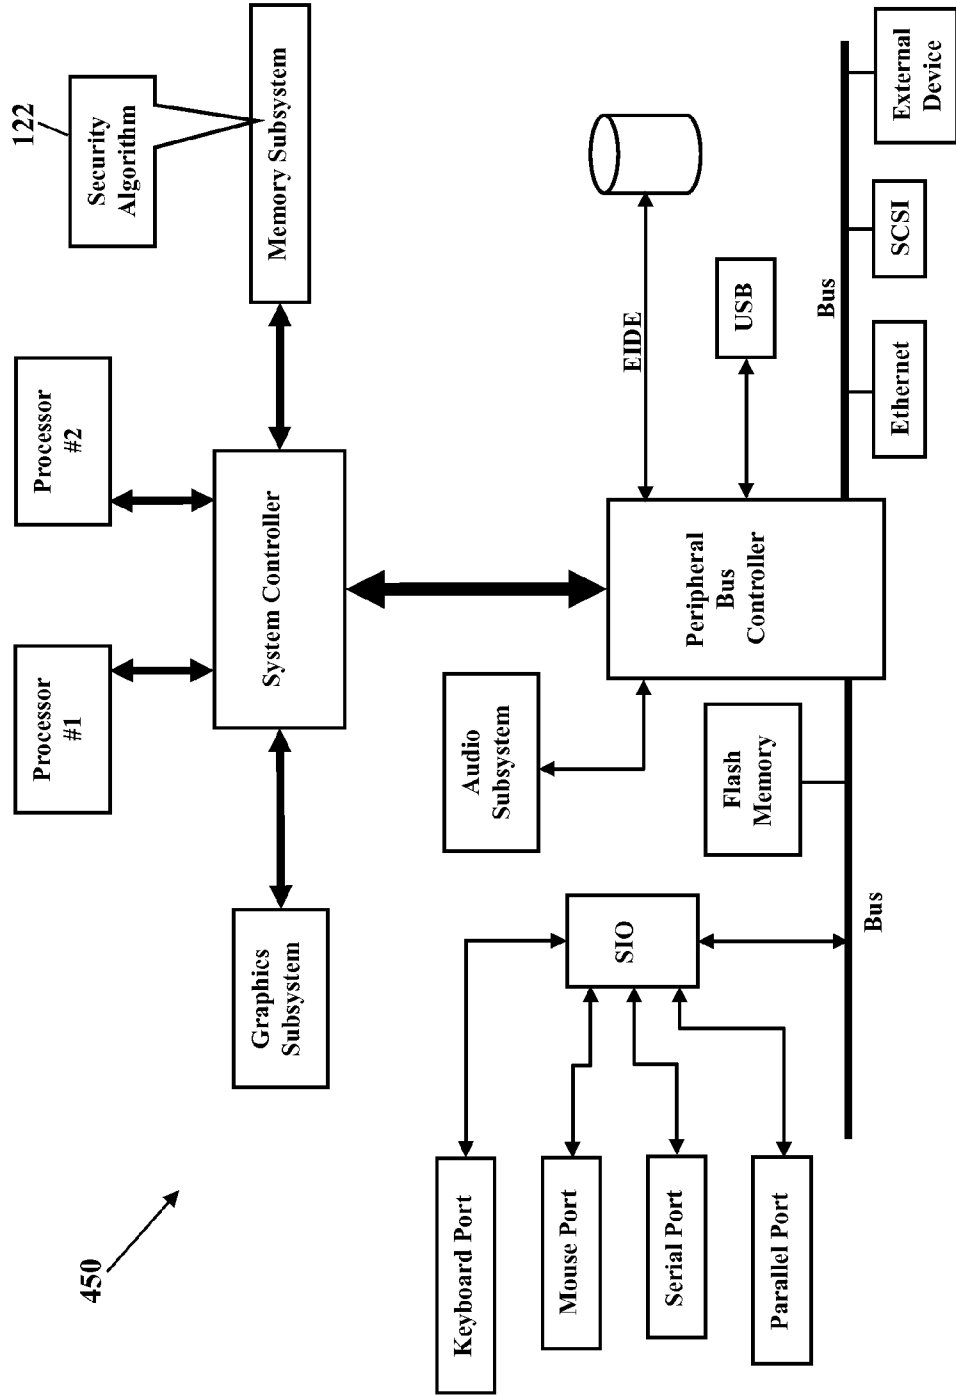 122
Security
Algorithm
Processor
#1
Processor
#2
Graphics
Subsystem
System Controller
Memory Subsystem
450
Audio
Subsystem
EIDE
Keyboard Port
SIO
Peripheral
Bus
Controller
USB
Mouse Port
Flash
Memory
Serial Port
Bus
Bus
Parallel Port
Ethernet
SCSI
External
Device